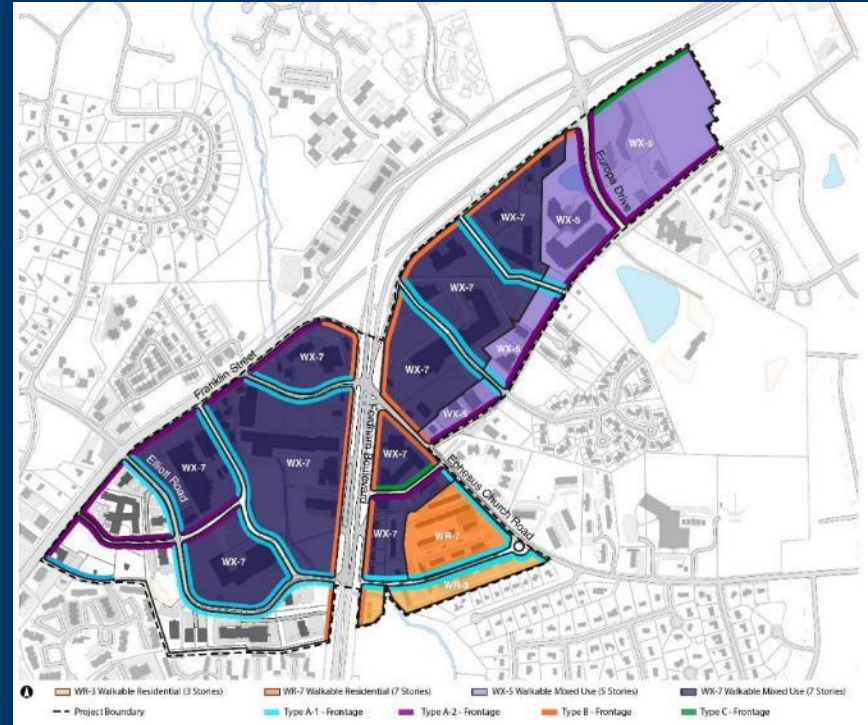 WX-5
Europa Drive
WX-7
WX-5
WX-7
WX-5
WX-7
WX-7
Franklin Street
WX-5
Fordham Boulevard
WX-7
Elliott Road
WX-7
WX-7
Ephesus Church Road
WX-7
WR-7
WX-7
WR-3
WR-3 Walkable Residential (3 Stories) WR-7 Walkable Residential (7 Stories) WX-5 Walkable Mixed Use (5 Stories) WX-7 Walkable Mixed Use (7 Stories)
Project Boundary Type A-1 - Frontage Type A-2 - Frontage Type B - Frontage Type C - Frontage